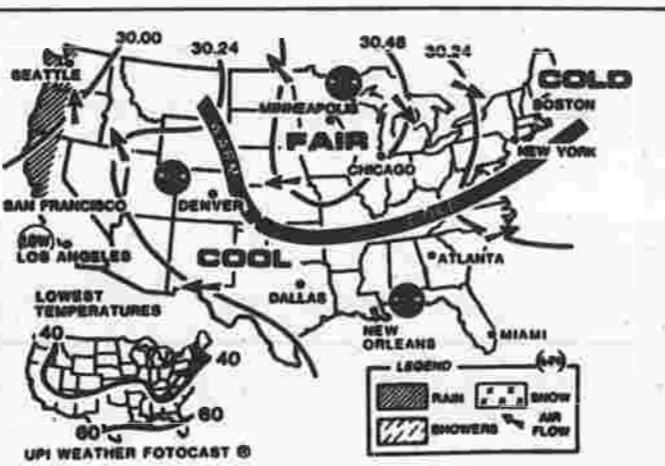 30.00
30.24
30.48
30.24
SEATTLE
COLD
MINNEAPOLIS
BOSTON
FAIR
NEW YORK
CHICAGO
SAN FRANCISCO
DENVER
LOW
LOS ANGELES
COOL
ATLANTA
LOWEST
TEMPERATURES
DALLAS
NEW
ORLEANS
MIAMI
40
40
60
60
LEGEND
RAIN
SNOW
SHOWERS
AIR
FLOW
UPI WEATHER FOTOCAST ®